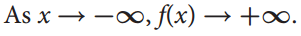 As x → −∞, f(x) → +∞.